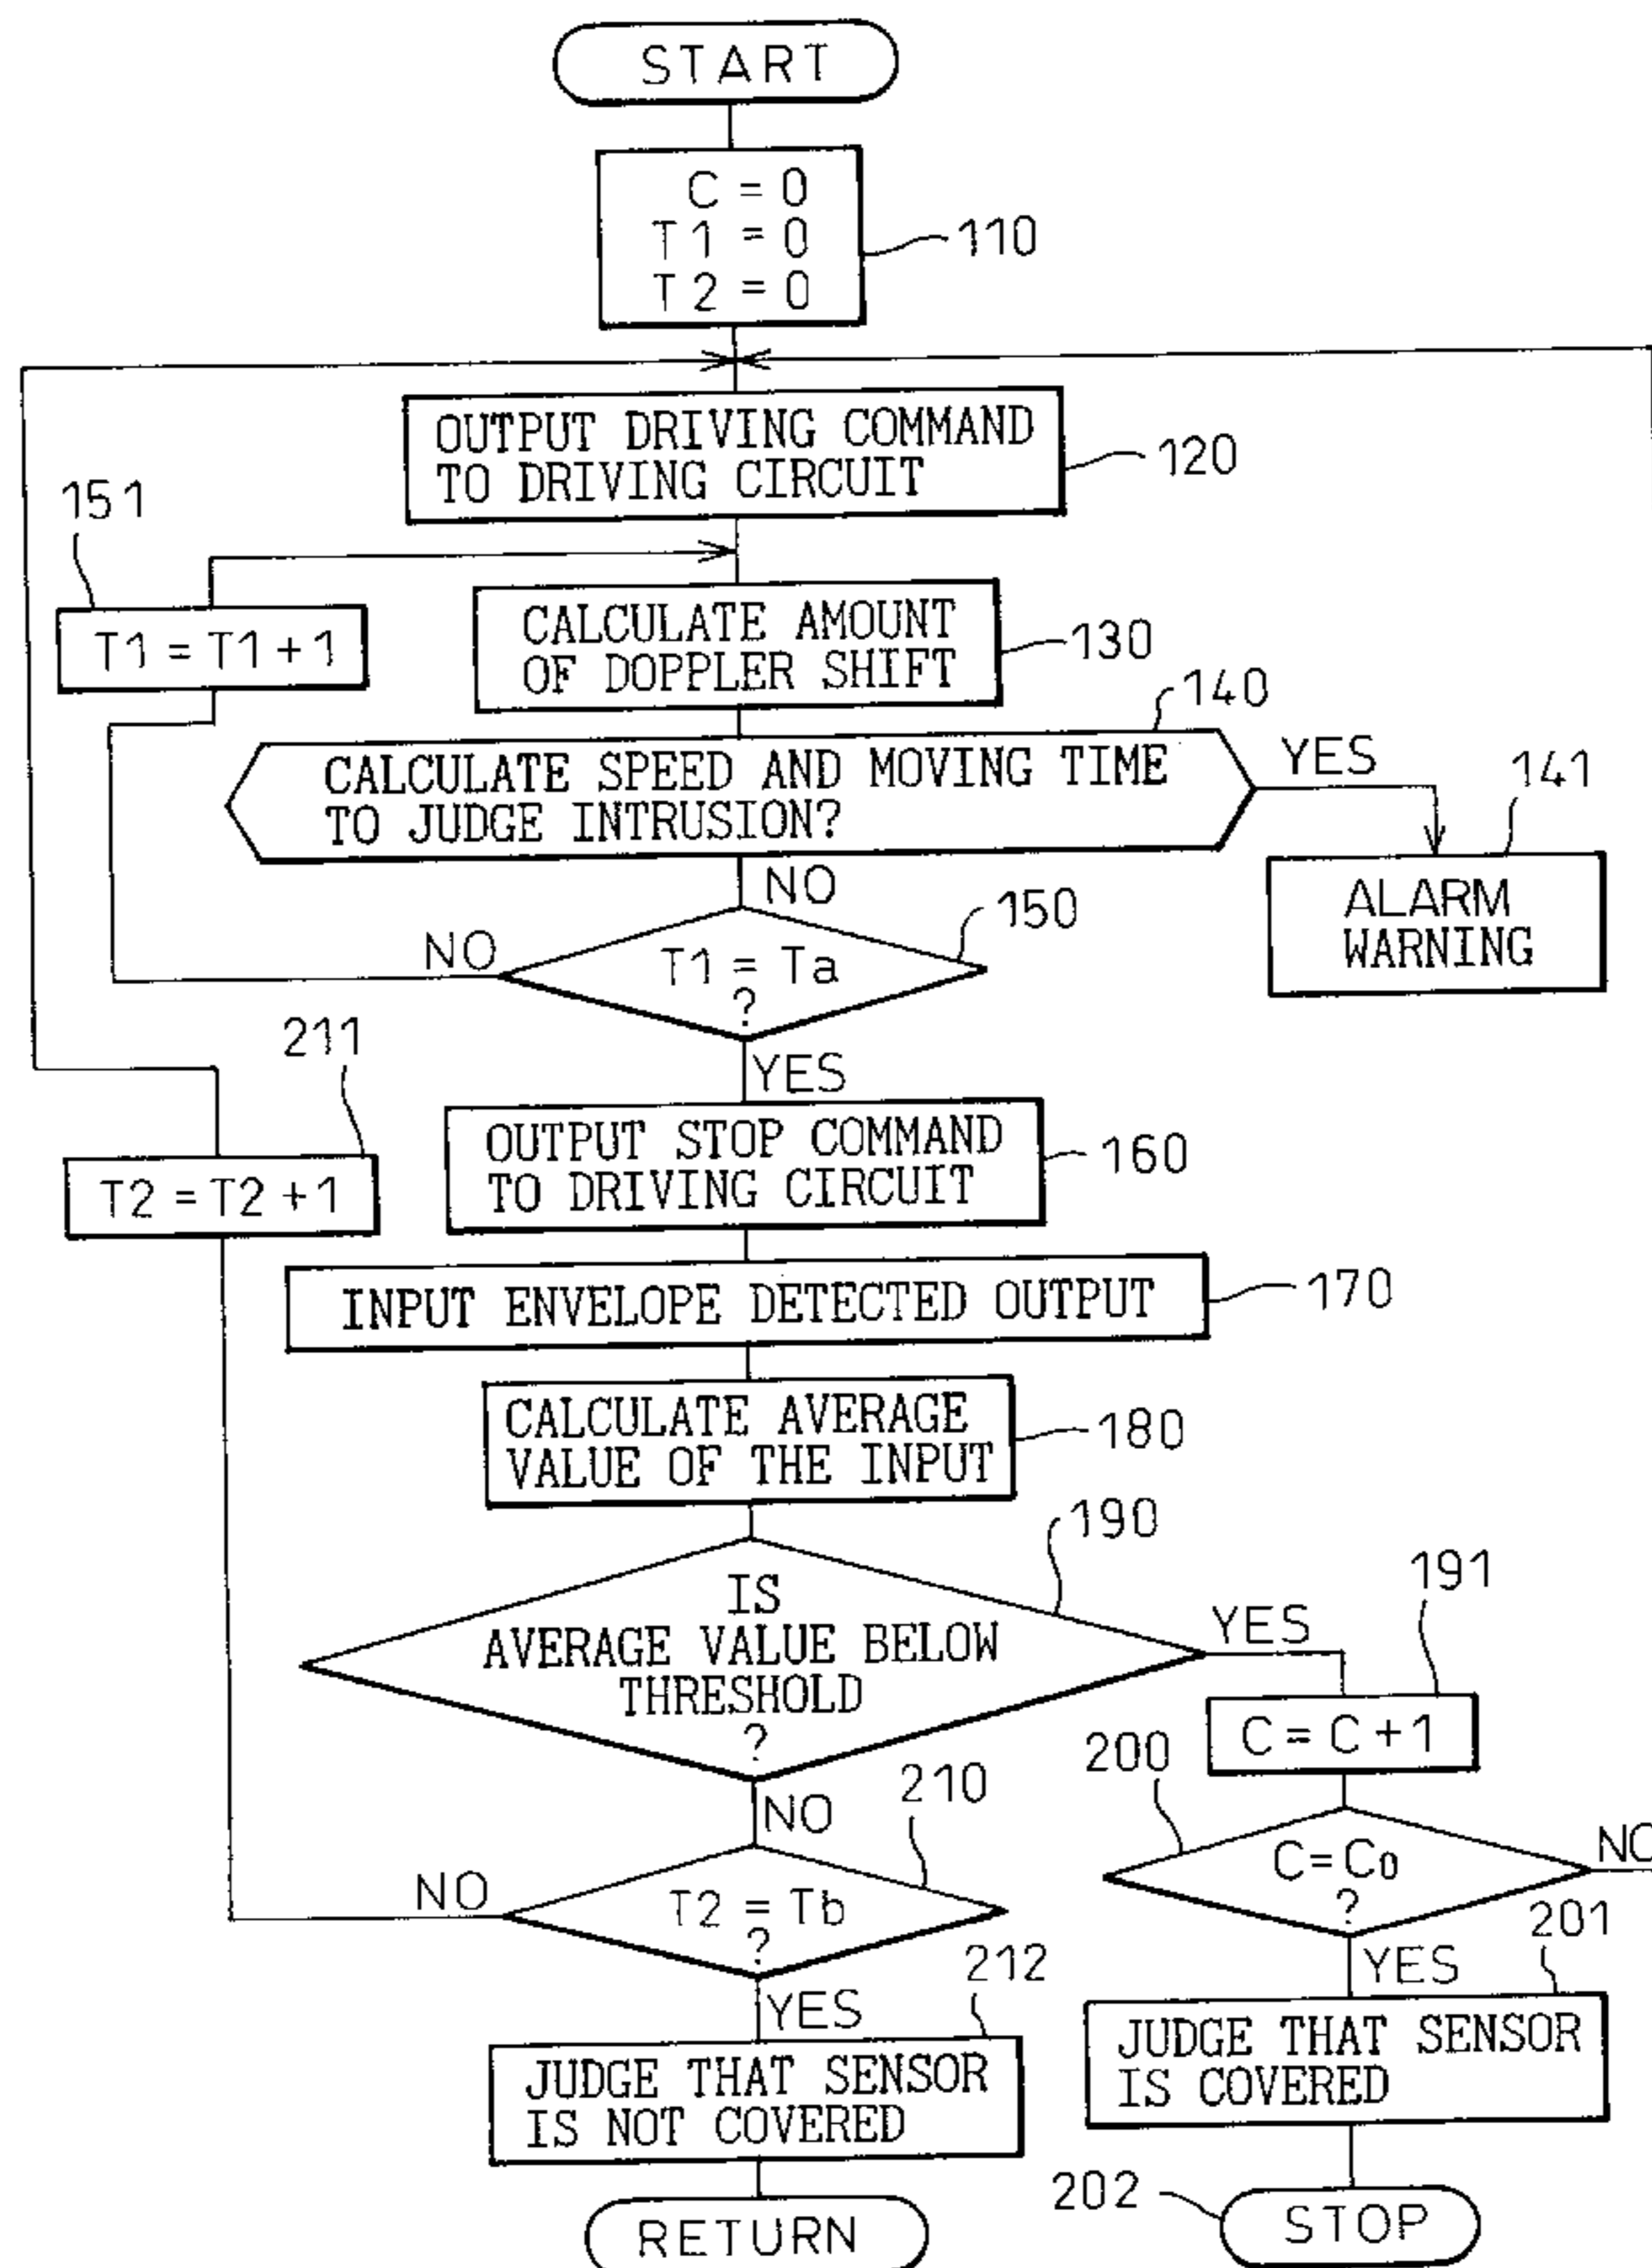 START
C = 0
T1 = 0
T2 = 0
110
OUTPUT DRIVING COMMAND
TO DRIVING CIRCUIT
120
151
T1 = T1 + 1
CALCULATE AMOUNT
OF DOPPLER SHIFT
130
140
CALCULATE SPEED AND MOVING TIME
TO JUDGE INTRUSION?
YES
141
ALARM
WARNING
NO
150
NO
T1 = Ta
?
YES
211
OUTPUT STOP COMMAND
TO DRIVING CIRCUIT
160
T2 = T2 + 1
INPUT ENVELOPE DETECTED OUTPUT
170
CALCULATE AVERAGE
VALUE OF THE INPUT
180
190
IS
AVERAGE VALUE BELOW
THRESHOLD
?
YES
191
C = C + 1
200
NO
210
C = C0
?
NO
NO
T2 = Tb
?
201
YES
212
YES
JUDGE THAT SENSOR
IS COVERED
JUDGE THAT SENSOR
IS NOT COVERED
202
STOP
RETURN